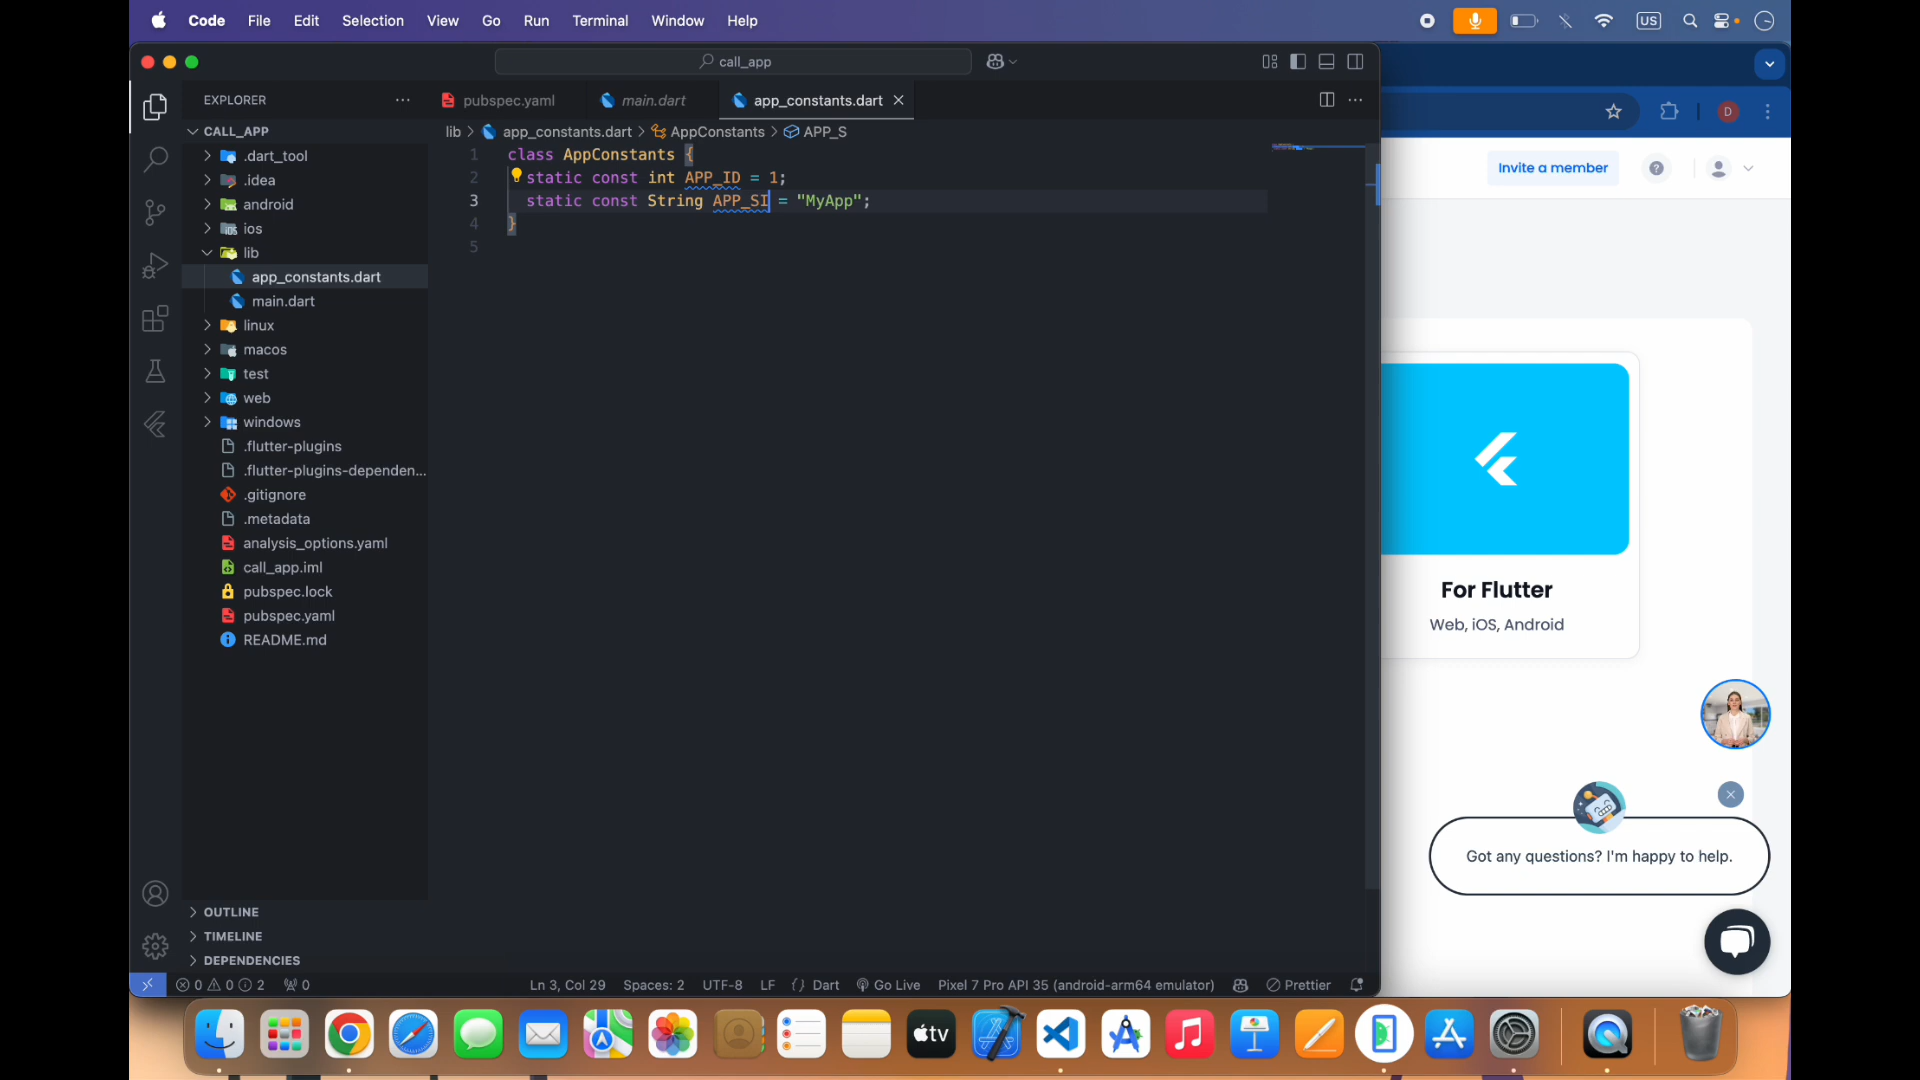 Code File Edit Selection View Go Run Terminal Window Help
US
call_app
EXPLORER
pubspec.yaml
main.dart
app_constants.dart
lib > app_constants.dart > AppConstants > APP_S
CALL_APP
.dart_tool
.idea
android
ios
lib
app_constants.dart
main.dart
linux
macos
test
web
windows
.flutter-plugins
.flutter-plugins-dependen...
.gitignore
.metadata
analysis_options.yaml
call_app.iml
pubspec.lock
pubspec.yaml
README.md
OUTLINE
TIMELINE
DEPENDENCIES
1 class AppConstants {
2 static const int APP_ID = 1;
3 static const String APP_SI = "MyApp";
4 }
5
0 0 2 0
Ln 3, Col 29 Spaces: 2 UTF-8 LF {} Dart Go Live Pixel 7 Pro API 35 (android-arm64 emulator) Prettier
D
Invite a member
For Flutter
Web, iOS, Android
Got any questions? I'm happy to help.
tv